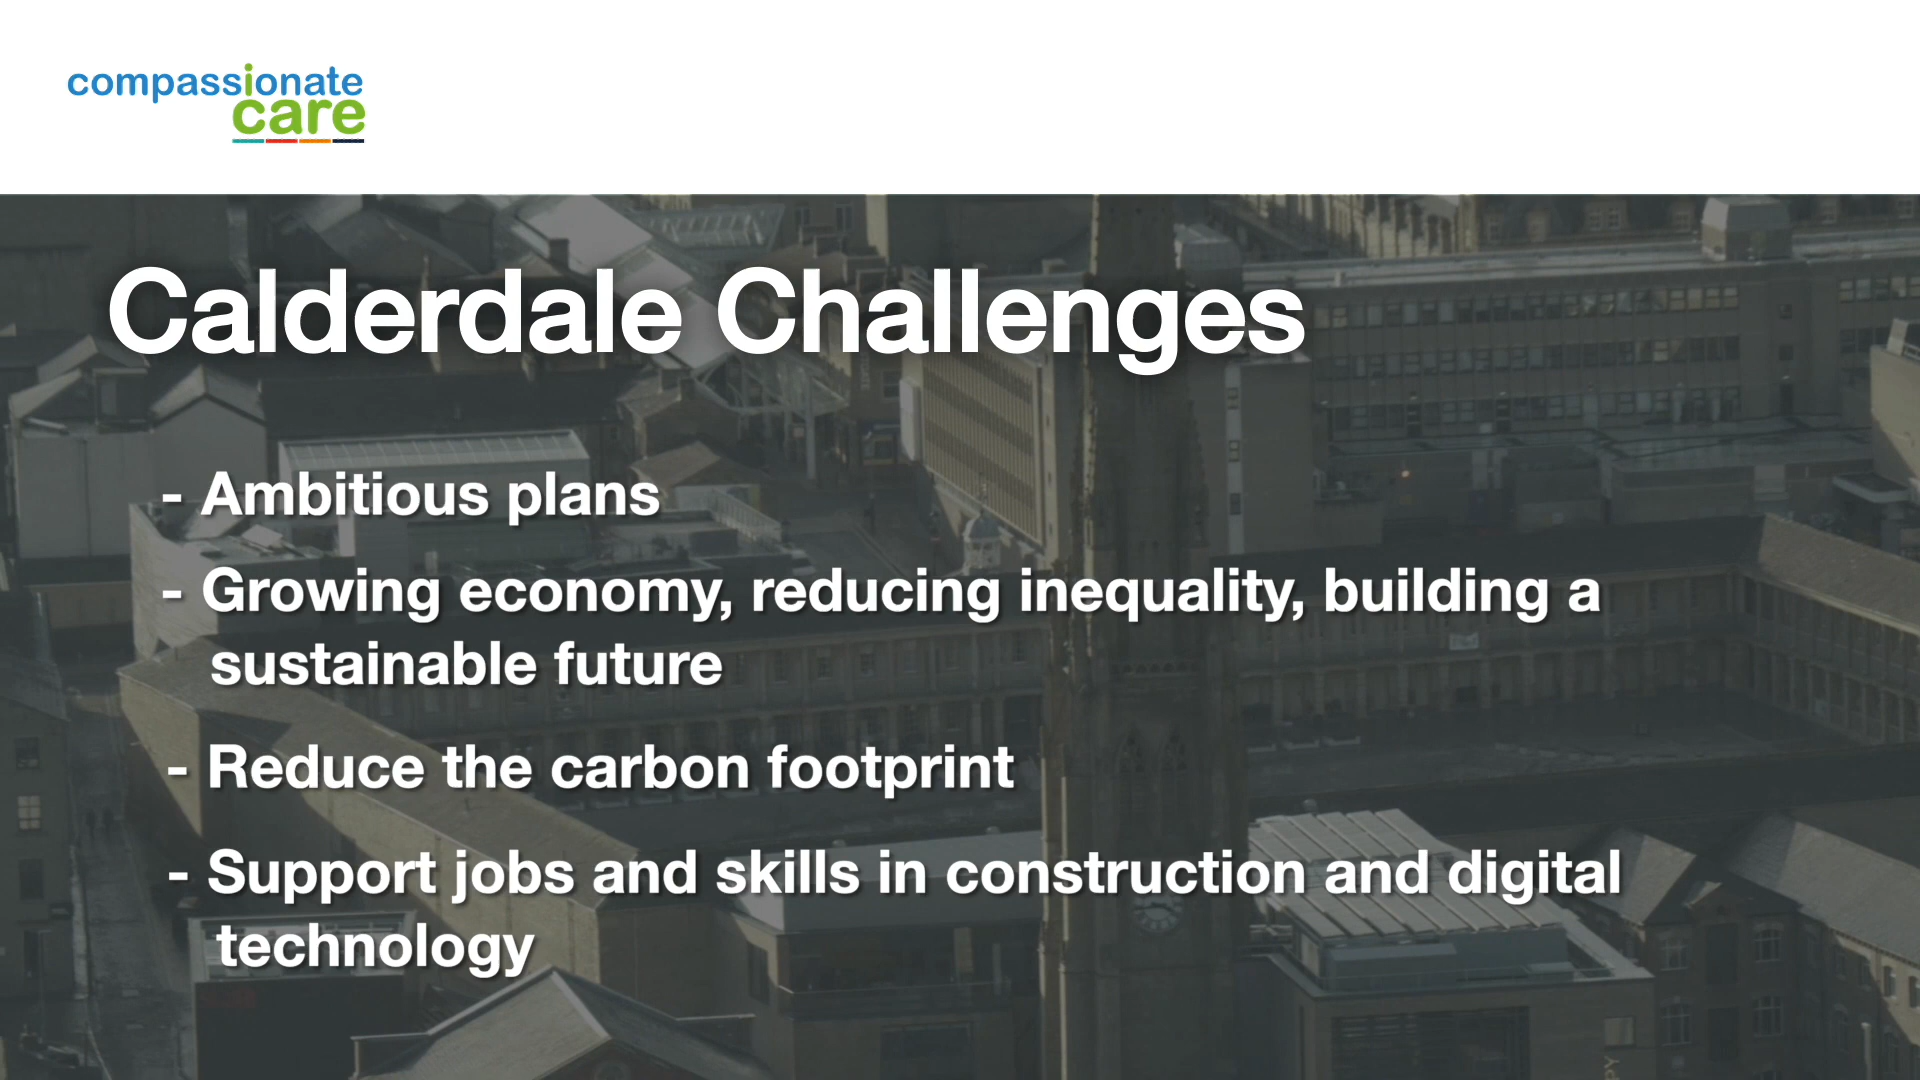 compassionate
care
Calderdale Challenges
- Ambitious plans
- Growing economy, reducing inequality, building a
sustainable future
- Reduce the carbon footprint
- Support jobs and skills in construction and digital
technology